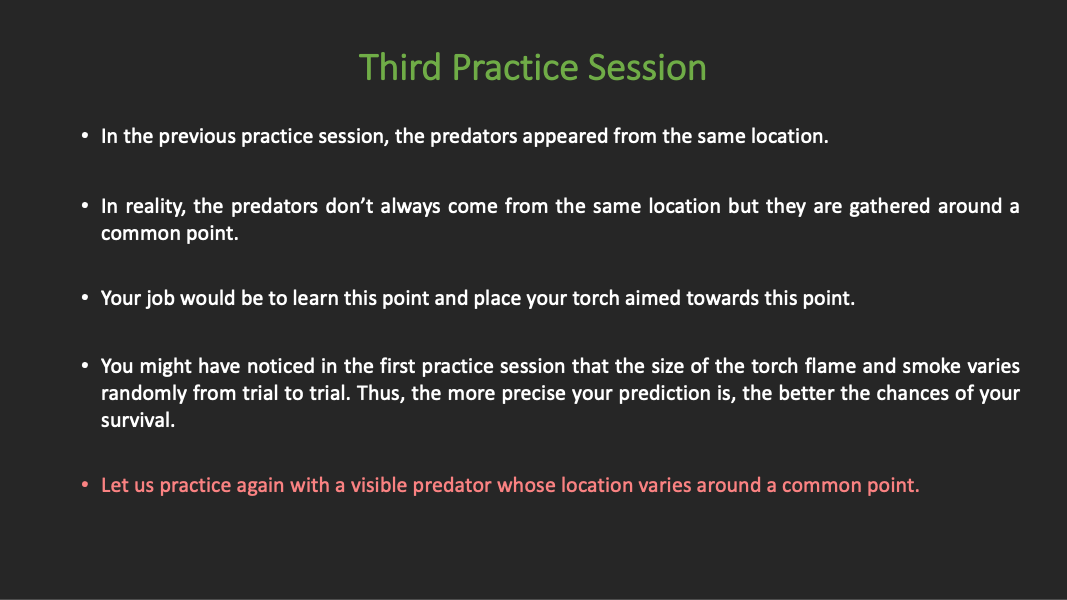 Third Practice Session
• In the previous practice session, the predators appeared from the same location.
• In reality, the predators don’t always come from the same location but they are gathered around a
common point.
• Your job would be to learn this point and place your torch aimed towards this point.
• You might have noticed in the first practice session that the size of the torch flame and smoke varies
randomly from trial to trial. Thus, the more precise your prediction is, the better the chances of your
survival.
• Let us practice again with a visible predator whose location varies around a common point.